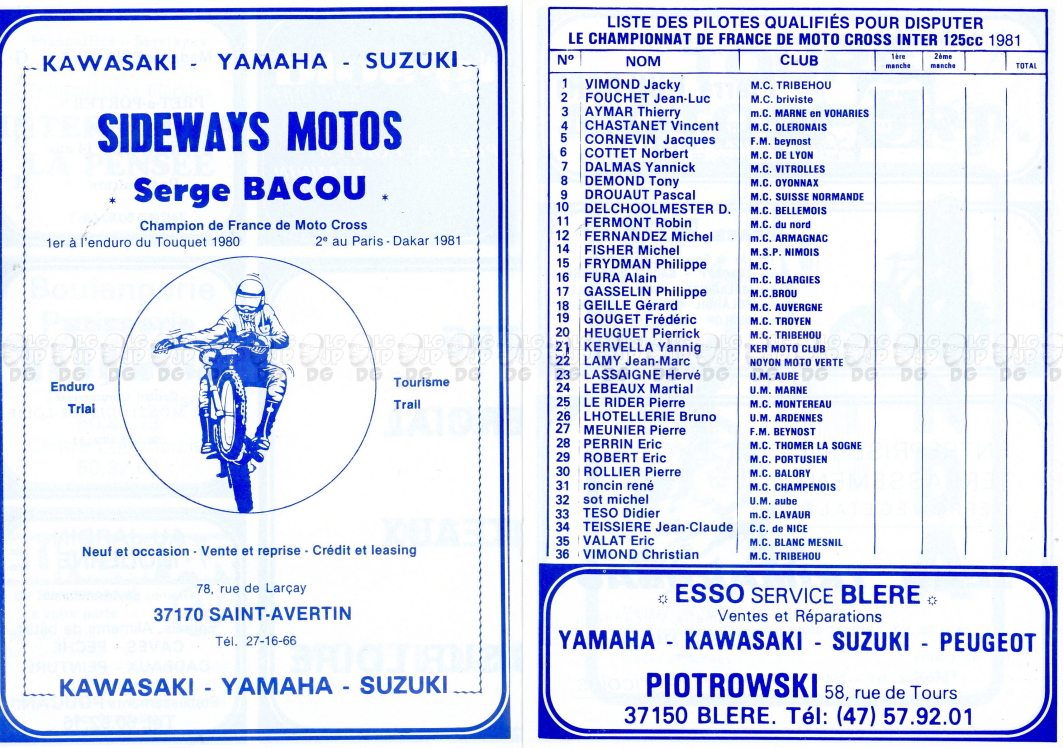 KAWASAKI - YAMAHA - SUZUKI
SIDEWAYS MOTOS
Serge BACOU
Champion de France de Moto Cross
1er à l'enduro du Touquet 1980 2e au Paris - Dakar 1981
Enduro
Trial
Tourisme
Trail
Neuf et occasion - Vente et reprise - Crédit et leasing
78, rue de Larçay
37170 SAINT-AVERTIN
Tél. 27-16-66
KAWASAKI - YAMAHA - SUZUKI
LISTE DES PILOTES QUALIFIÉS POUR DISPUTER
LE CHAMPIONNAT DE FRANCE DE MOTO CROSS INTER 125cc 1981
No NOM CLUB 1ère manche 2ème manche TOTAL
1 VIMOND Jacky M.C. TRIBEHOU
2 FOUCHET Jean-Luc M.C. briviste
3 AYMAR Thierry m.C. MARNE en VOHARIES
4 CHASTANET Vincent M.C. OLERONAIS
5 CORNEVIN Jacques F.M. beynost
6 COTTET Norbert M.C. DE LYON
7 DALMAS Yannick M.C. VITROLLES
8 DEMOND Tony M.C. OYONNAX
9 DROUAUT Pascal M.C. SUISSE NORMANDE
10 DELCHOOLMESTER D. M.C. BELLEMOIS
11 FERMONT Robin M.C. du nord
12 FERNANDEZ Michel m.C. ARMAGNAC
14 FISHER Michel M.S.P. NIMOIS
15 FRYDMAN Philippe M.C.
16 FURA Alain m.C. BLARGIES
17 GASSELIN Philippe M.C.BROU
18 GEILLE Gérard M.C. AUVERGNE
19 GOUGET Frédéric M.C. TROYEN
20 HEUGUET Pierrick M.C. TRIBEHOU
21 KERVELLA Yannig KER MOTO CLUB
22 LAMY Jean-Marc NOYON MOTO VERTE
23 LASSAIGNE Hervé U.M. AUBE
24 LEBEAUX Martial U.M. MARNE
25 LE RIDER Pierre M.C. MONTEREAU
26 LHOTELLERIE Bruno U.M. ARDENNES
27 MEUNIER Pierre F.M. BEYNOST
28 PERRIN Eric M.C. THOMER LA SOGNE
29 ROBERT Eric M.C. PORTUSIEN
30 ROLLIER Pierre M.C. BALORY
31 roncin rené M.C. CHAMPENOIS
32 sot michel U.M. aube
33 TESO Didier m.C. LAVAUR
34 TEISSIERE Jean-Claude C.C. de NICE
35 VALAT Eric M.C. BLANC MESNIL
36 VIMOND Christian M.C. TRIBEHOU
ESSO SERVICE BLERE
Ventes et Réparations
YAMAHA - KAWASAKI - SUZUKI - PEUGEOT
PIOTROWSKI 58, rue de Tours
37150 BLERE. Tél: (47) 57.92.01